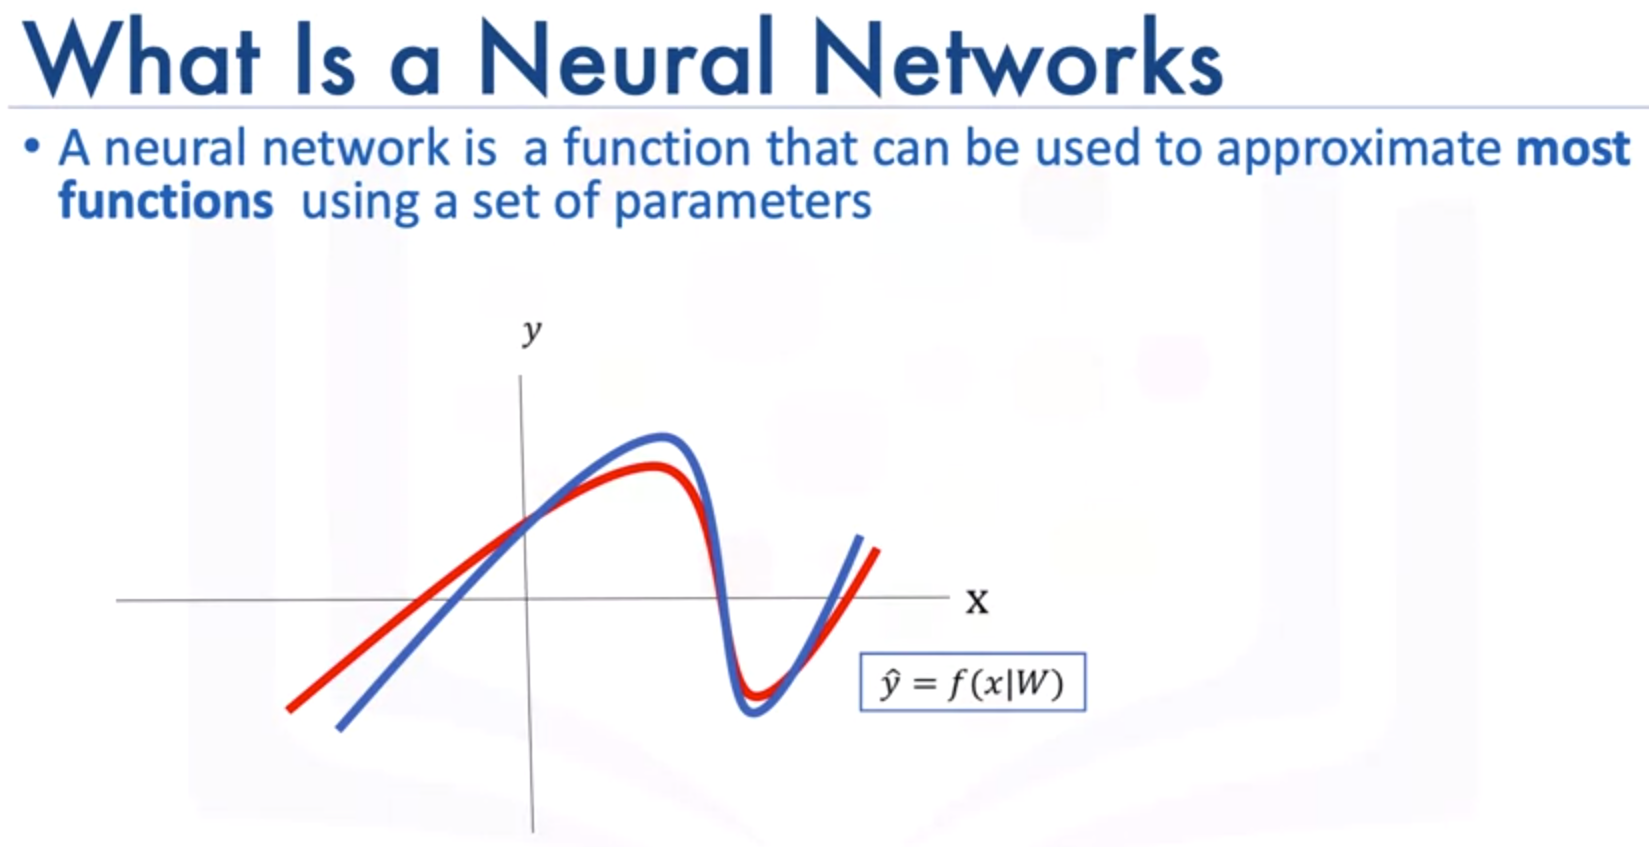 What Is a Neural Networks
• A neural network is a function that can be used to approximate most
functions using a set of parameters
y
x
ŷ = f(x|W)